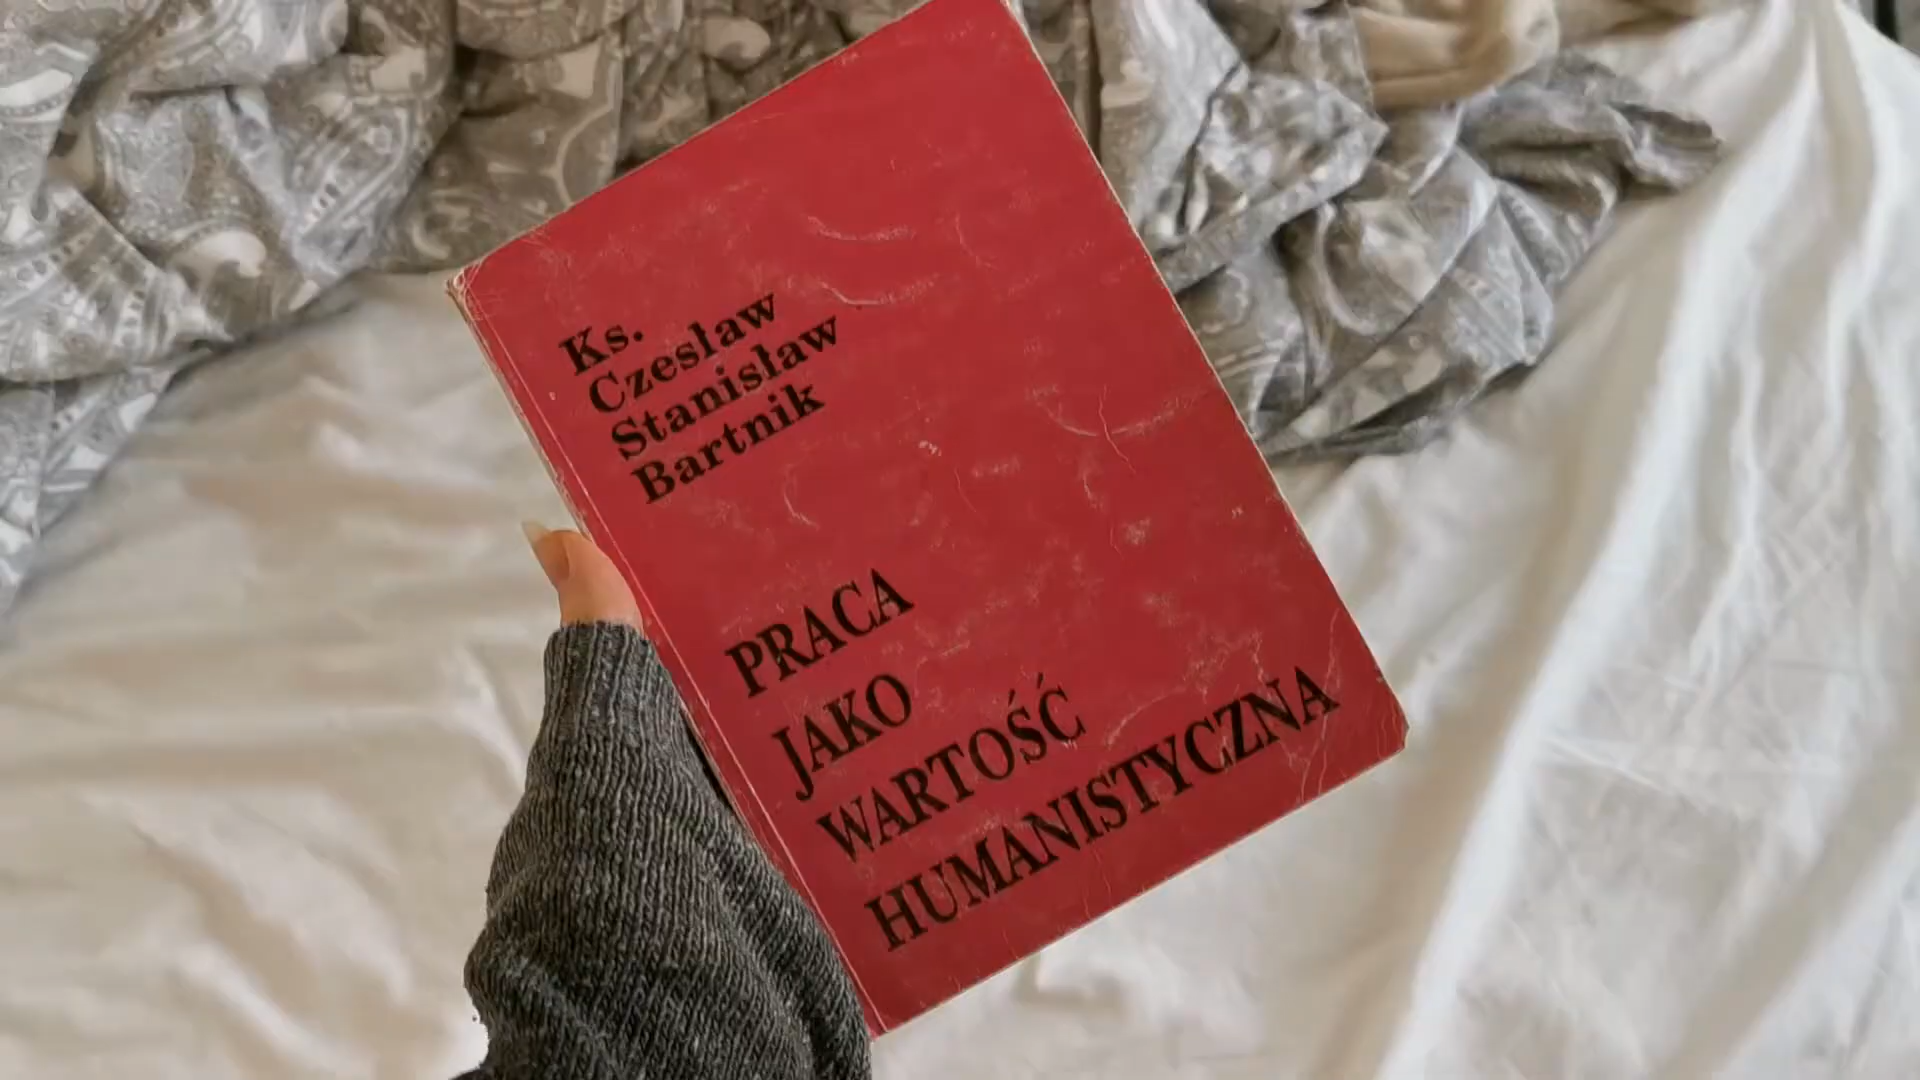 Ks.
Czesław
Stanisław
Bartnik
PRACA
JAKO
WARTOŚĆ
HUMANISTYCZNA